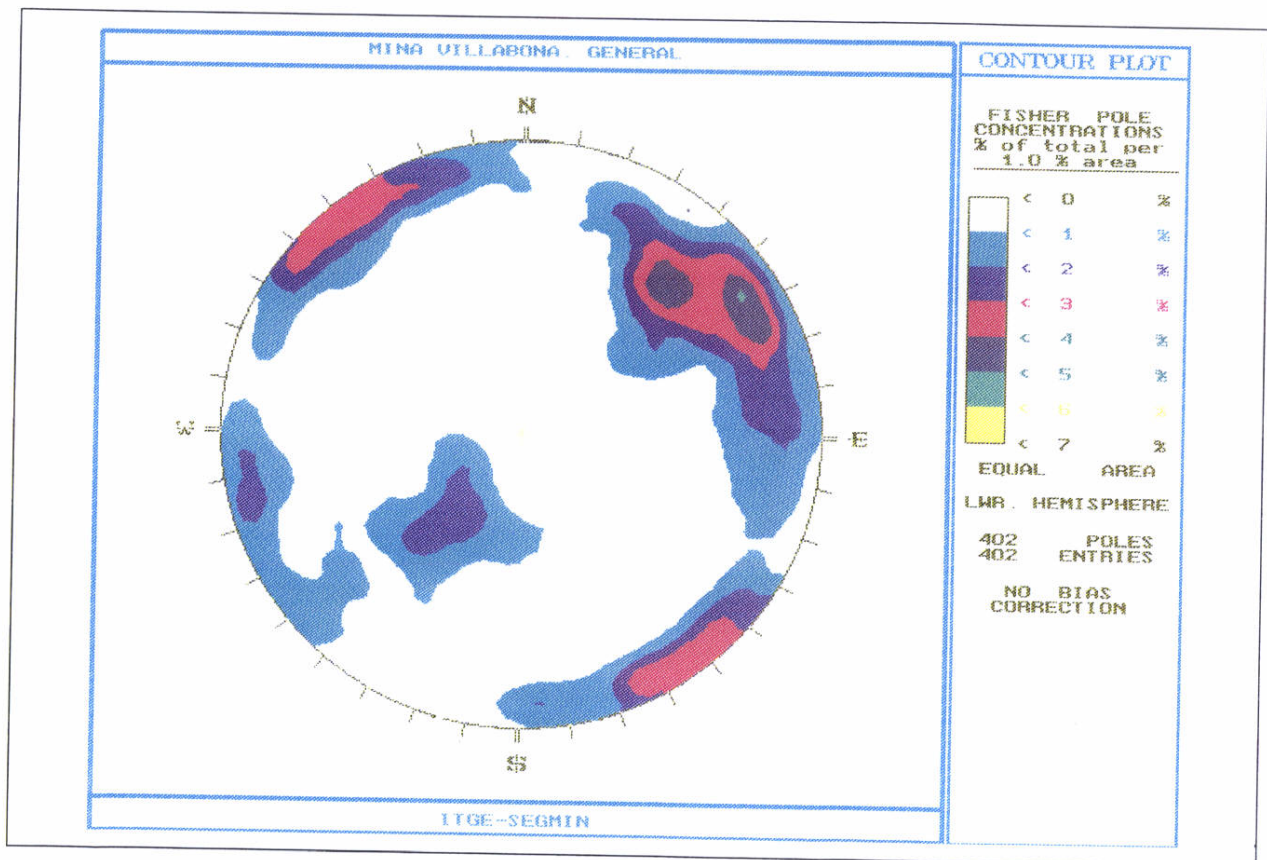 MINA VILLABONA. GENERAL
N
W
E
S
ITGE-SEGMIN
CONTOUR PLOT
FISHER POLE
CONCENTRATIONS
% of total per
1.0 % area
< 0 %
< 1 %
< 2 %
< 3 %
< 4 %
< 5 %
< 6 %
< 7 %
EQUAL AREA
LWR. HEMISPHERE
402 POLES
402 ENTRIES
NO BIAS
CORRECTION